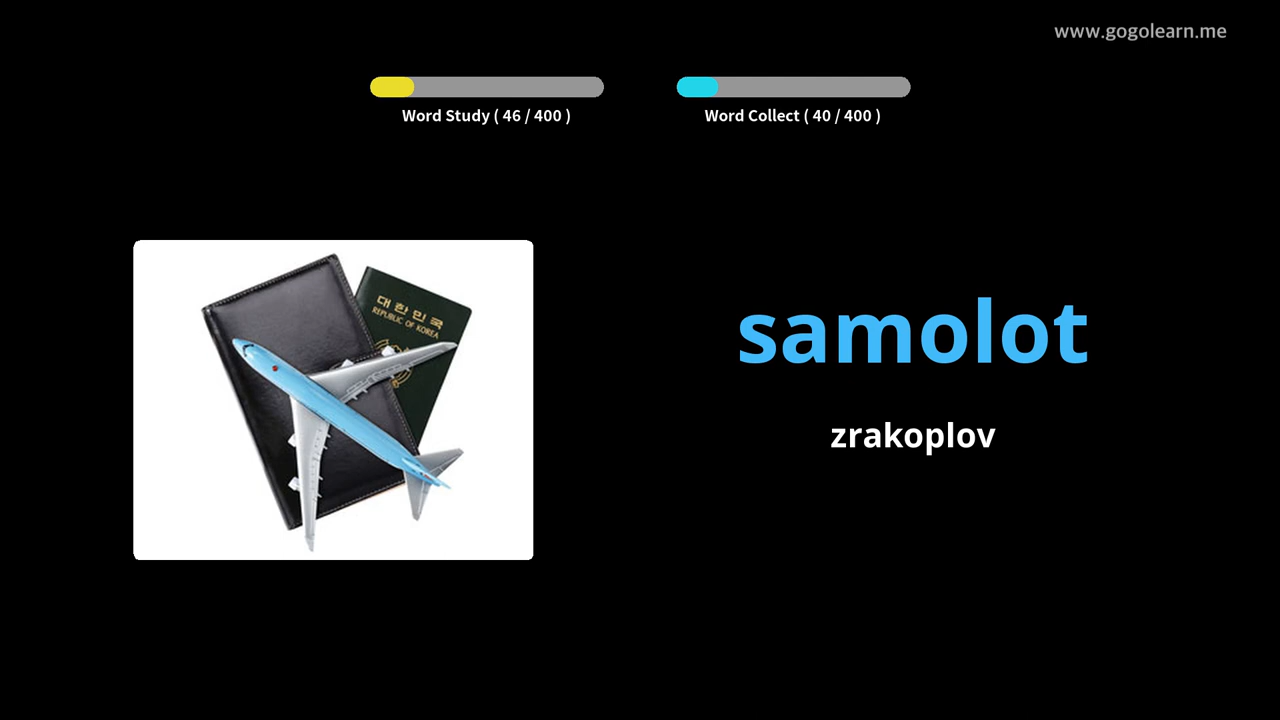 www.gogolearn.me
Word Study ( 46 / 400 )
Word Collect ( 40 / 400 )
대한민국
REPUBLIC OF KOREA
samolot
zrakoplov